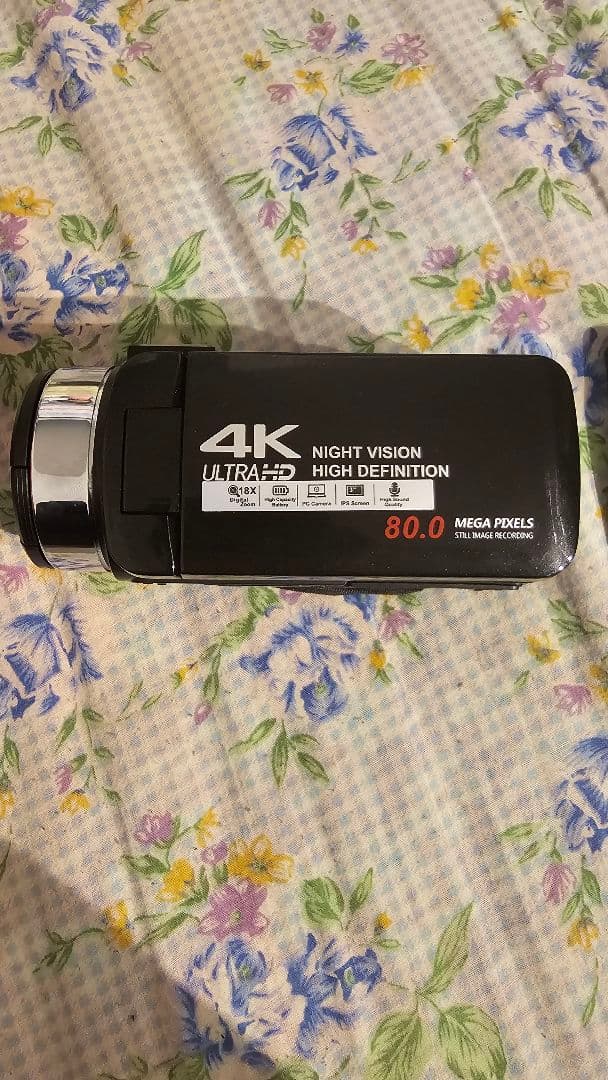 4K
ULTRA HD
NIGHT VISION
HIGH DEFINITION
18X
Digital
Zoom
High Capacity
Battery
PC Camera
IPS Screen
High Sound
Quality
80.0
MEGA PIXELS
STILL IMAGE RECORDING